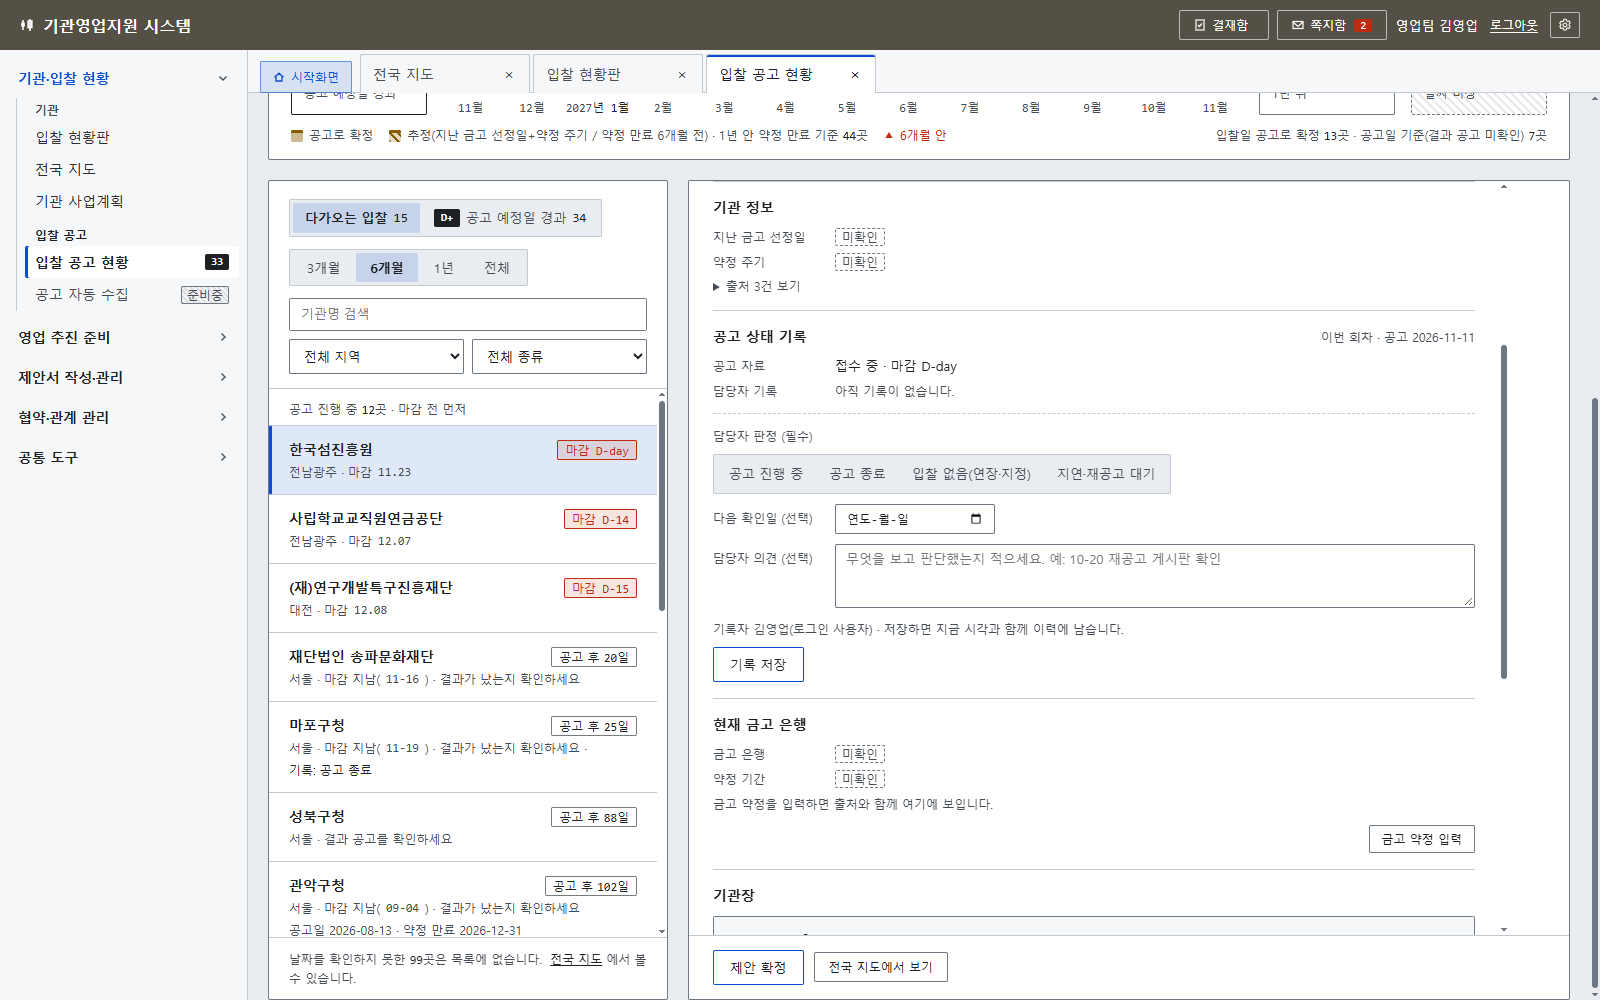 기관영업지원 시스템
결재함
쪽지함 2
영업팀 김영업
로그아웃
기관·입찰 현황
기관
입찰 현황판
전국 지도
기관 사업계획
입찰 공고
입찰 공고 현황 33
공고 자동 수집 준비중
영업 추진 준비
제안서 작성·관리
협약·관계 관리
공통 도구
시작화면
전국 지도 ×
입찰 현황판 ×
입찰 공고 현황 ×
공고 예정일 경과
11월 12월 2027년 1월 2월 3월 4월 5월 6월 7월 8월 9월 10월 11월
1년 뒤
날짜 미정
공고로 확정
추정(지난 금고 선정일+약정 주기 / 약정 만료 6개월 전) · 1년 안 약정 만료 기준 44곳
▲ 6개월 안
입찰일 공고로 확정 13곳 · 공고일 기준(결과 공고 미확인) 7곳
다가오는 입찰 15
D+ 공고 예정일 경과 34
3개월 6개월 1년 전체
기관명 검색
전체 지역
전체 종류
공고 진행 중 12곳 · 마감 전 먼저
한국섬진흥원
마감 D-day
전남광주 · 마감 11.23
사립학교교직원연금공단
마감 D-14
전남광주 · 마감 12.07
(재)연구개발특구진흥재단
마감 D-15
대전 · 마감 12.08
재단법인 송파문화재단
공고 후 20일
서울 · 마감 지남( 11-16 ) · 결과가 났는지 확인하세요
마포구청
공고 후 25일
서울 · 마감 지남( 11-19 ) · 결과가 났는지 확인하세요 ·
기록: 공고 종료
성북구청
공고 후 88일
서울 · 결과 공고를 확인하세요
관악구청
공고 후 102일
서울 · 마감 지남( 09-04 ) · 결과가 났는지 확인하세요
공고일 2026-08-13 · 약정 만료 2026-12-31
날짜를 확인하지 못한 99곳은 목록에 없습니다. 전국 지도 에서 볼
수 있습니다.
기관 정보
지난 금고 선정일 미확인
약정 주기 미확인
▶ 출처 3건 보기
공고 상태 기록
이번 회차 · 공고 2026-11-11
공고 자료 접수 중 · 마감 D-day
담당자 기록 아직 기록이 없습니다.
담당자 판정 (필수)
공고 진행 중 공고 종료 입찰 없음(연장·지정) 지연·재공고 대기
다음 확인일 (선택) 연도-월-일
담당자 의견 (선택) 무엇을 보고 판단했는지 적으세요. 예: 10-20 재공고 게시판 확인
기록자 김영업(로그인 사용자) · 저장하면 지금 시각과 함께 이력에 남습니다.
기록 저장
현재 금고 은행
금고 은행 미확인
약정 기간 미확인
금고 약정을 입력하면 출처와 함께 여기에 보입니다.
금고 약정 입력
기관장
제안 확정
전국 지도에서 보기